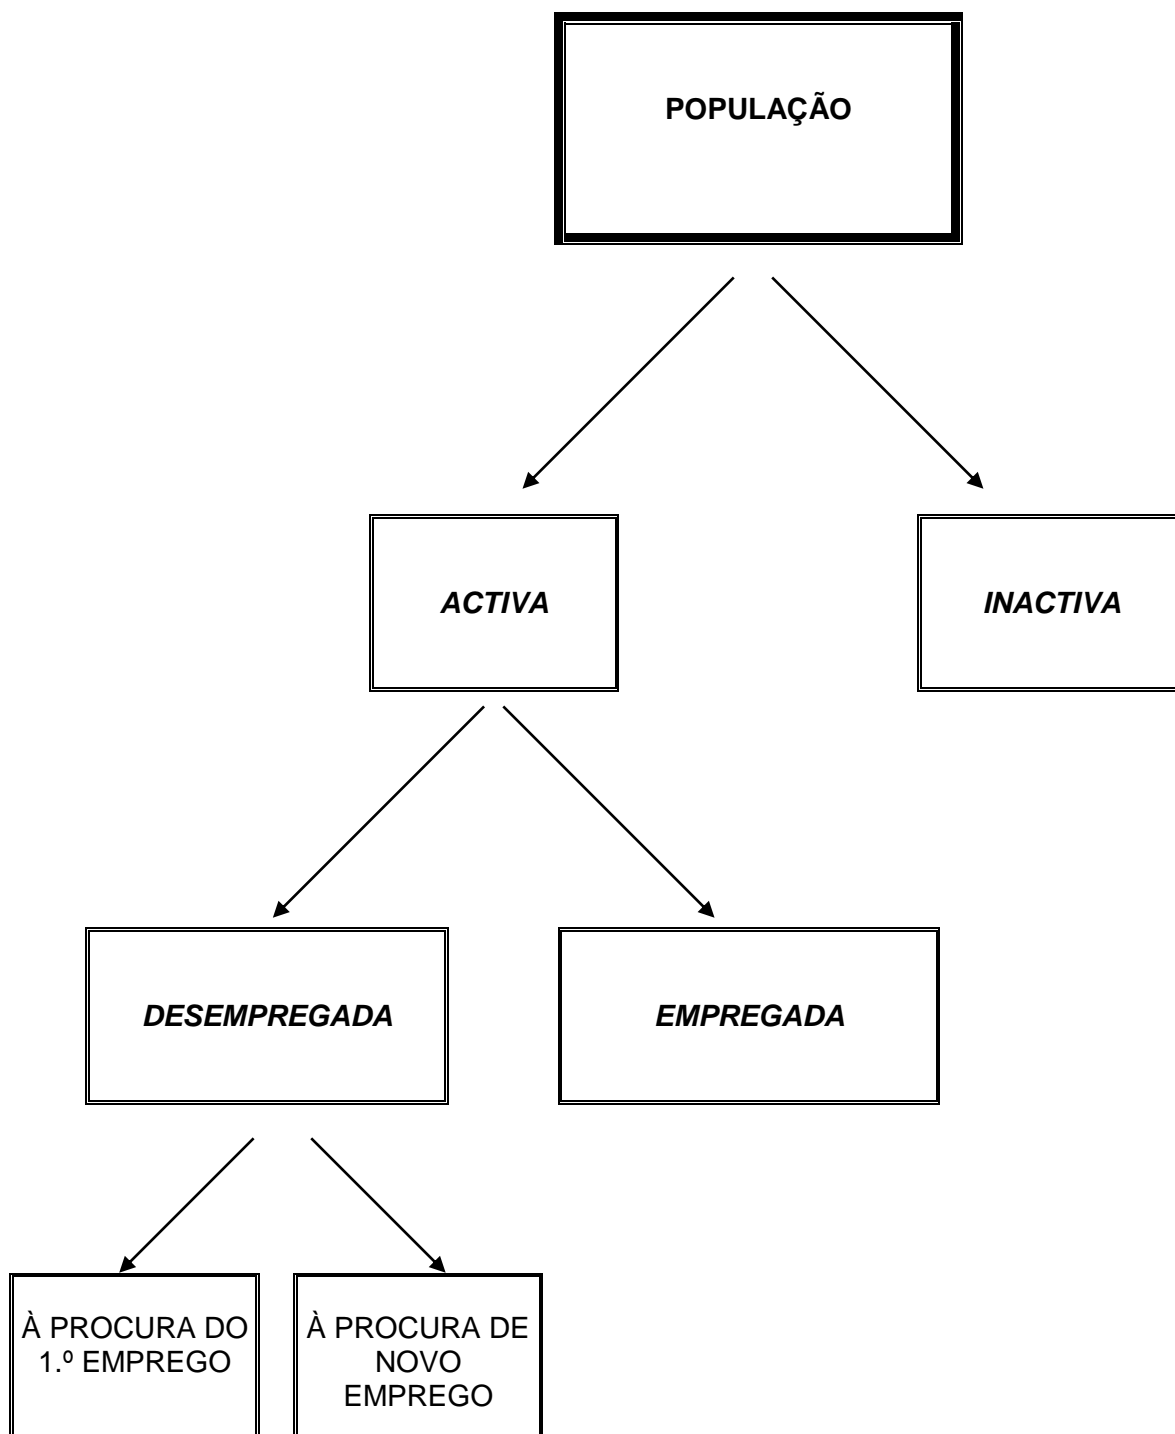 POPULAÇÃO
ACTIVA
INACTIVA
DESEMPREGADA
EMPREGADA
À PROCURA DO
1.º EMPREGO
À PROCURA DE
NOVO
EMPREGO